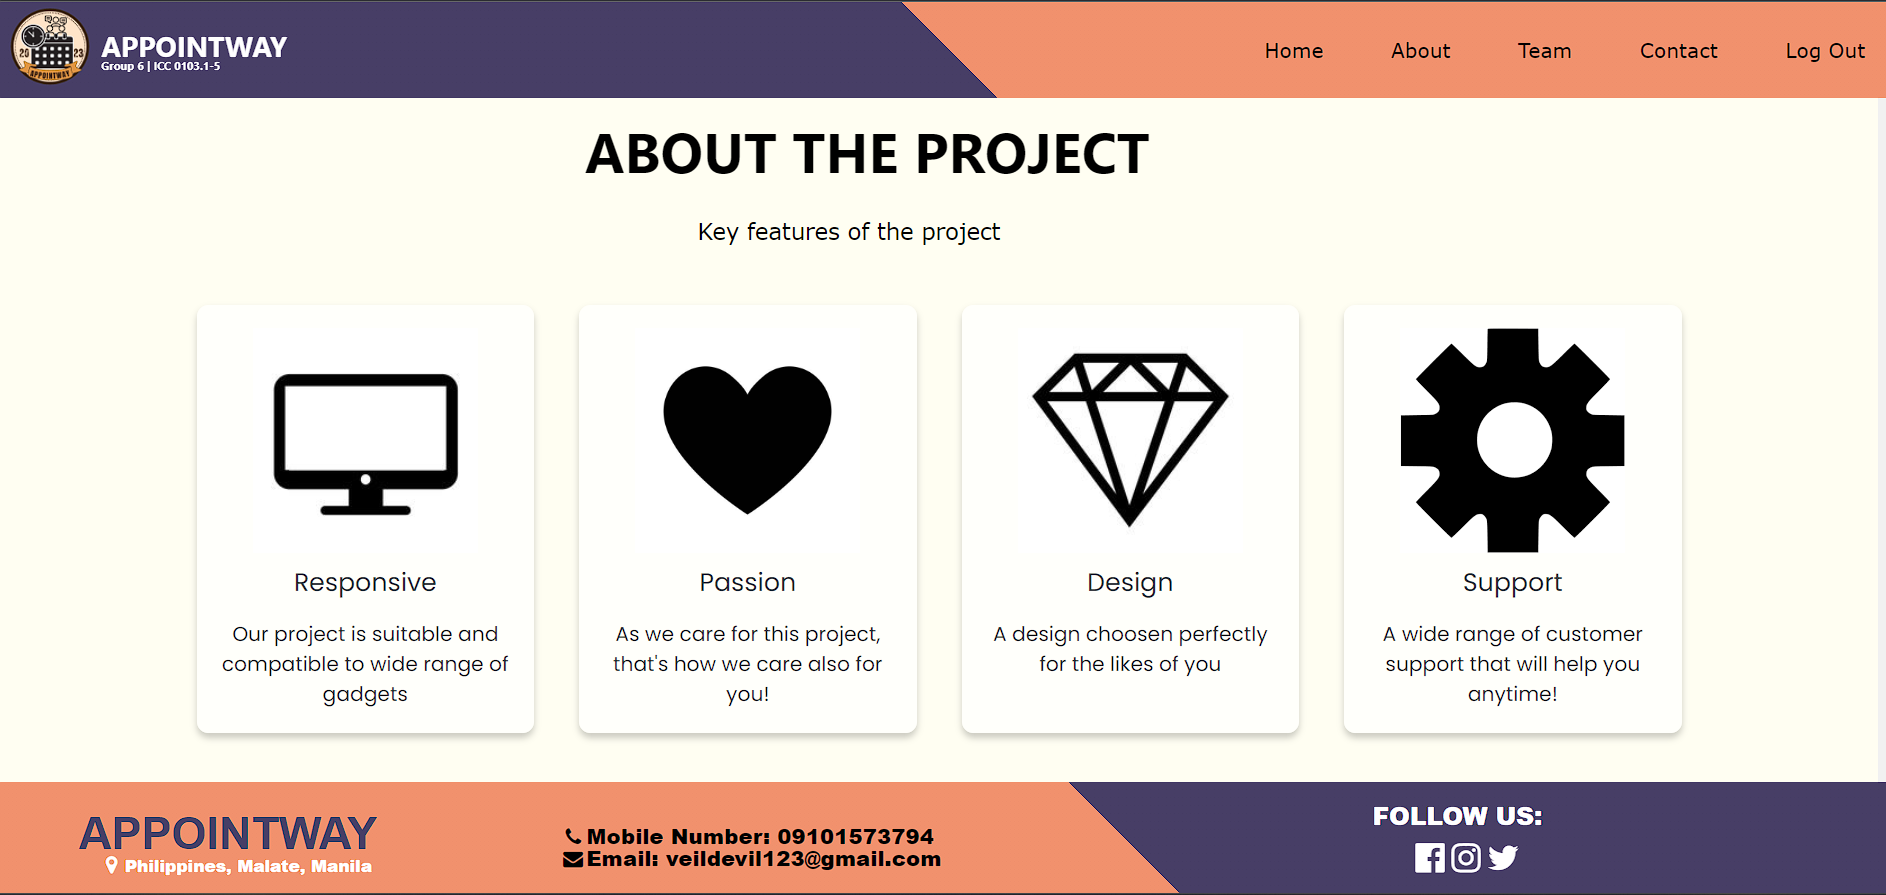 20 23
APPOINTWAY
APPOINTWAY
Group 6 | ICC 0103.1-5
Home About Team Contact Log Out
ABOUT THE PROJECT
Key features of the project
Responsive
Our project is suitable and
compatible to wide range of
gadgets
Passion
As we care for this project,
that's how we care also for
you!
Design
A design choosen perfectly
for the likes of you
Support
A wide range of customer
support that will help you
anytime!
APPOINTWAY
Philippines, Malate, Manila
Mobile Number: 09101573794
Email: veildevil123@gmail.com
FOLLOW US: